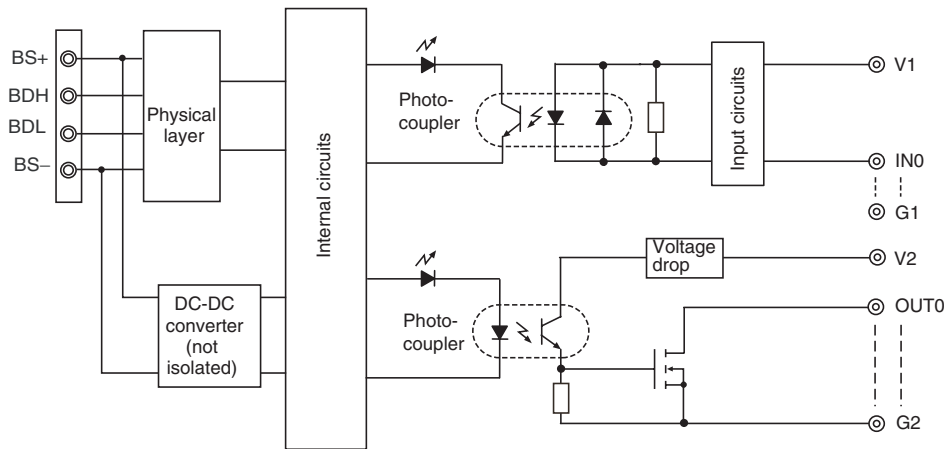 BS+
BDH
BDL
BS−
Physical
layer
DC-DC
converter
(not
isolated)
Internal circuits
Photo-
coupler
Input circuits
V1
IN0
G1
Photo-
coupler
Voltage
drop
V2
OUT0
G2